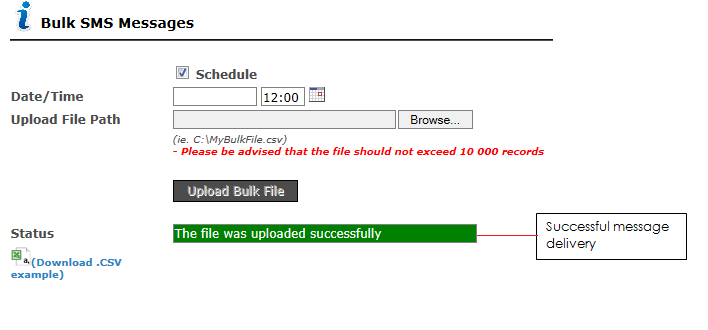 Bulk SMS Messages
Schedule
Date/Time 12:00
Upload File Path Browse...
(ie. C:\MyBulkFile.csv)
- Please be advised that the file should not exceed 10 000 records
Upload Bulk File
Status The file was uploaded successfully
Successful message
delivery
(Download .CSV
example)